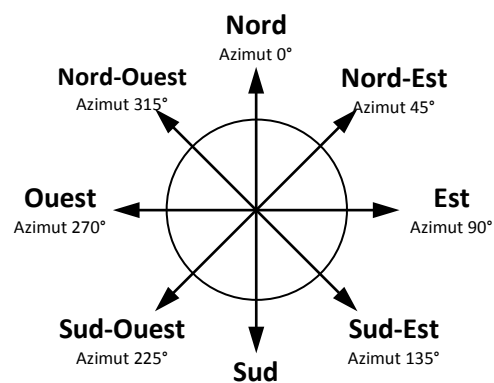 Nord
Azimut 0°
Nord-Ouest
Azimut 315°
Nord-Est
Azimut 45°
Ouest
Azimut 270°
Est
Azimut 90°
Sud-Ouest
Azimut 225°
Sud-Est
Azimut 135°
Sud